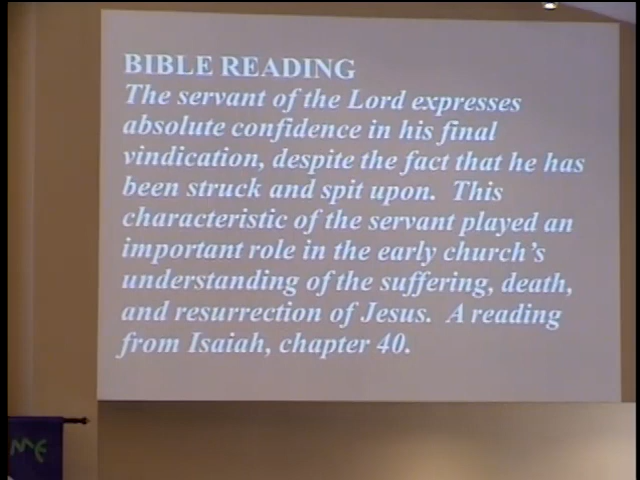 BIBLE READING
The servant of the Lord expresses
absolute confidence in his final
vindication, despite the fact that he has
been struck and spit upon. This
characteristic of the servant played an
important role in the early church's
understanding of the suffering, death,
and resurrection of Jesus. A reading
from Isaiah, chapter 40.
ME